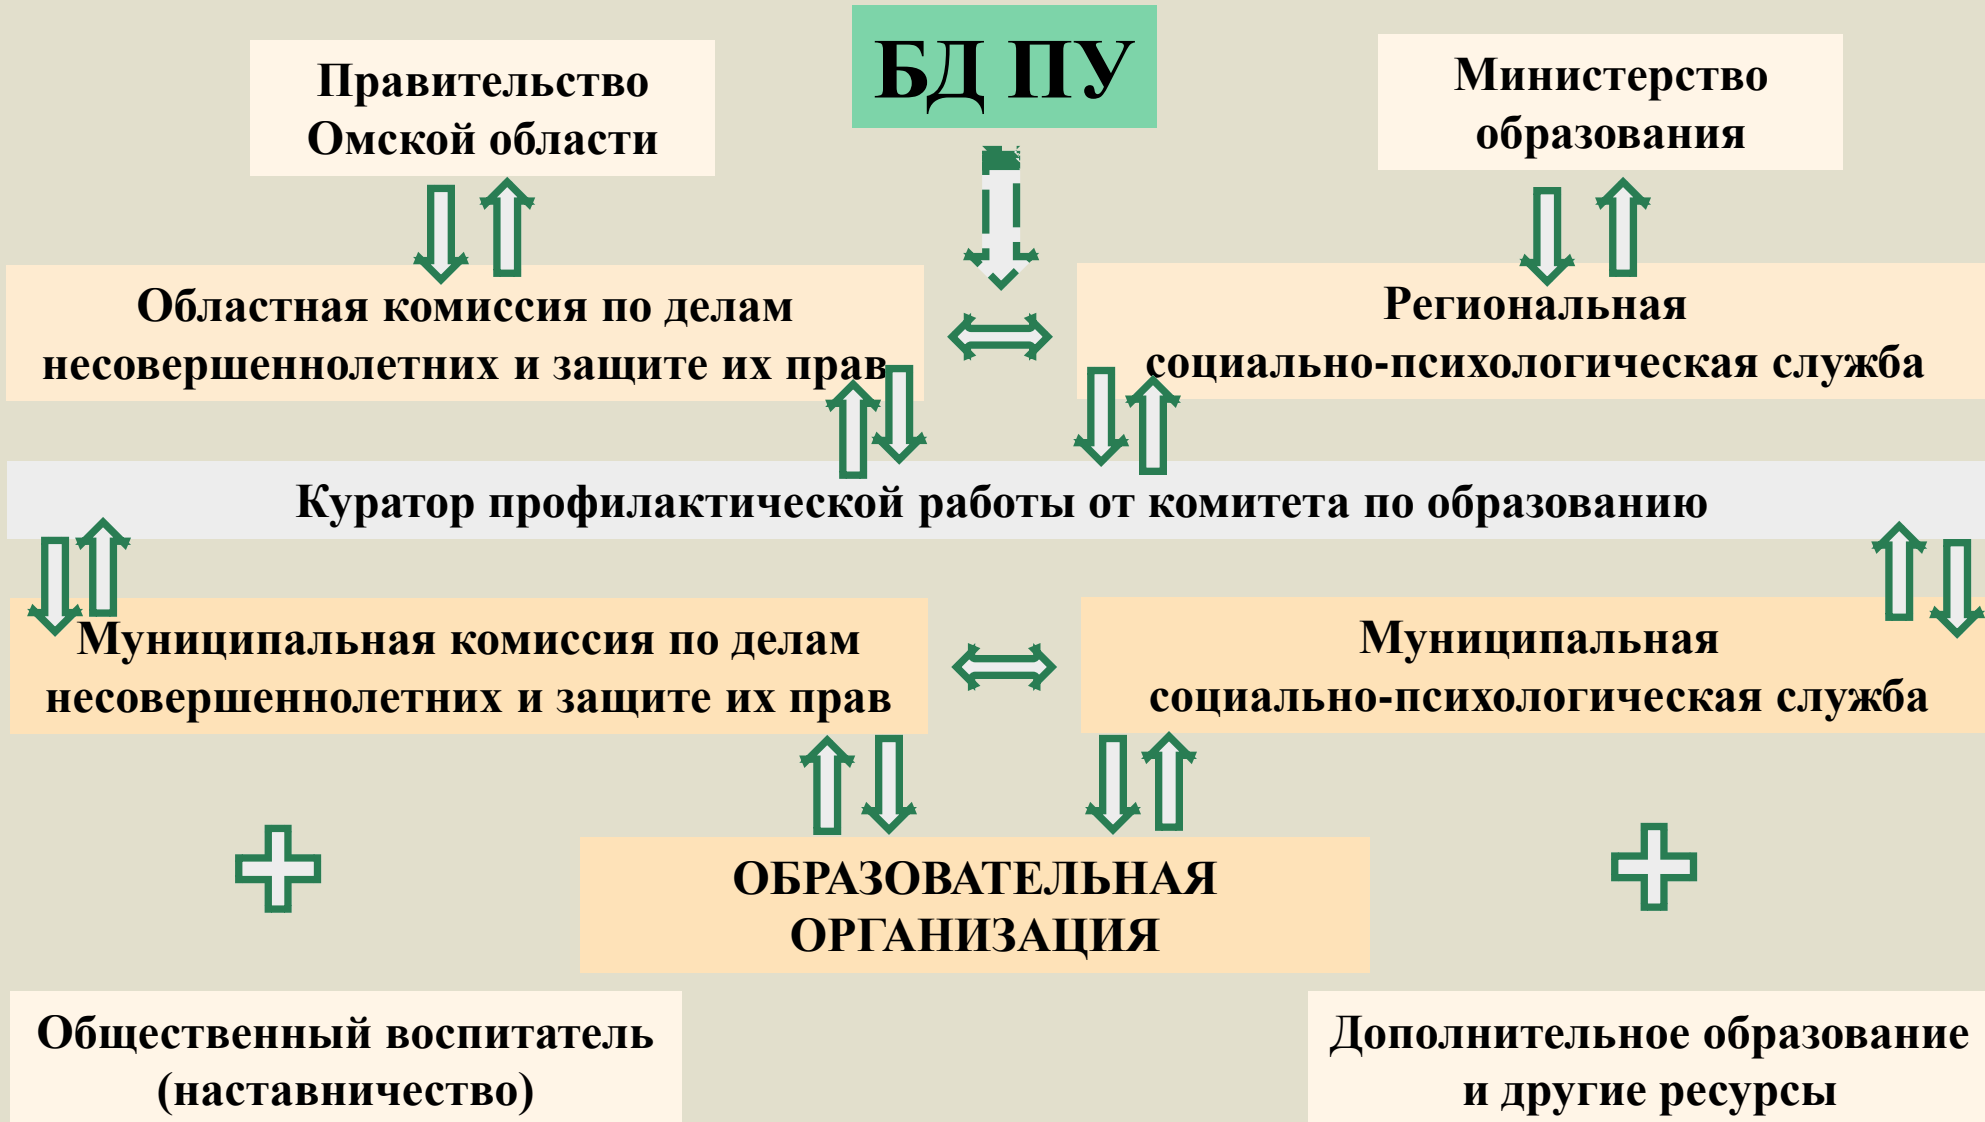 БД ПУ
Правительство
Омской области
Министерство
образования
Областная комиссия по делам
несовершеннолетних и защите их прав
Региональная
социально-психологическая служба
Куратор профилактической работы от комитета по образованию
Муниципальная комиссия по делам
несовершеннолетних и защите их прав
Муниципальная
социально-психологическая служба
ОБРАЗОВАТЕЛЬНАЯ
ОРГАНИЗАЦИЯ
Общественный воспитатель
(наставничество)
Дополнительное образование
и другие ресурсы